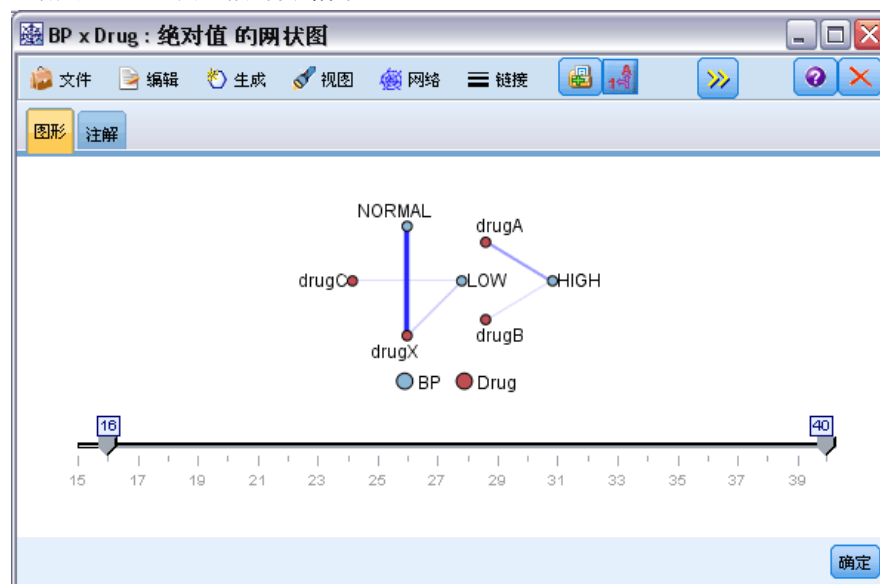 BP x Drug : 绝对值 的网状图
文件 编辑 生成 视图 网络 链接
图形 注解
NORMAL
drugA
drugC LOW HIGH
drugB
drugX
BP Drug
16 40
15 17 19 21 23 25 27 29 31 33 35 37 39
确定